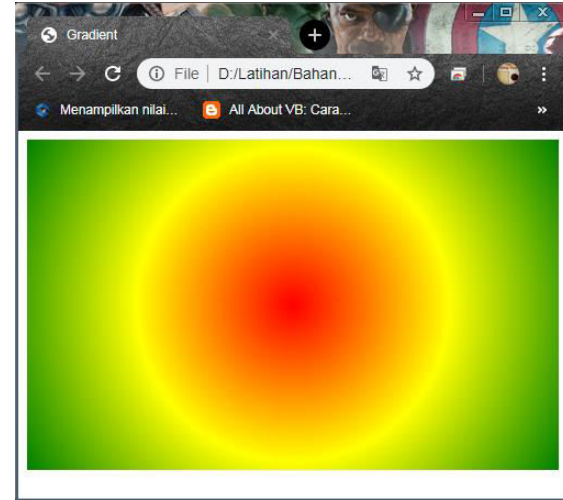 Gradient
File D:/Latihan/Bahan...
Menampilkan nilai... All About VB: Cara...